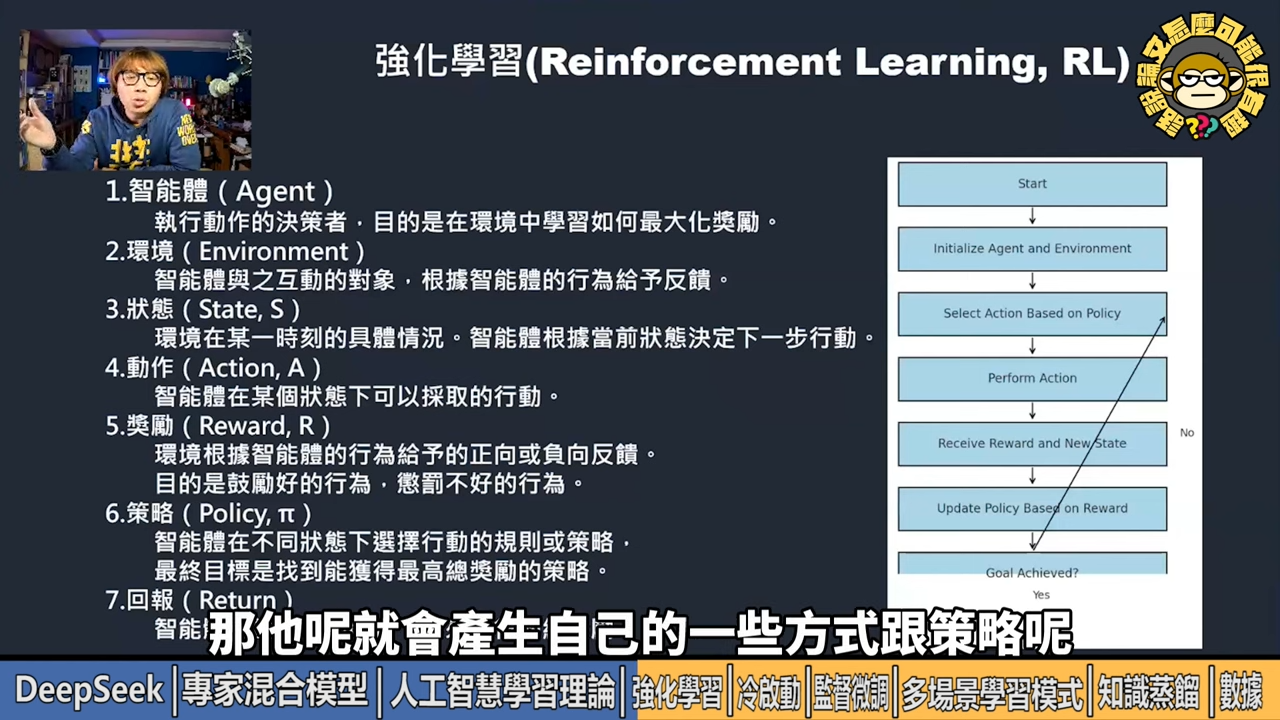 強化學習(Reinforcement Learning, RL)
論文怎麼可能很有趣
???
1.智能體（Agent）
執行動作的決策者，目的是在環境中學習如何最大化獎勵。
2.環境（Environment）
智能體與之互動的對象，根據智能體的行為給予反饋。
3.狀態（State, S）
環境在某一時刻的具體情況。智能體根據當前狀態決定下一步行動。
4.動作（Action, A）
智能體在某個狀態下可以採取的行動。
5.獎勵（Reward, R）
環境根據智能體的行為給予的正向或負向反饋。
目的是鼓勵好的行為，懲罰不好的行為。
6.策略（Policy, π）
智能體在不同狀態下選擇行動的規則或策略，
最終目標是找到能獲得最高總獎勵的策略。
7.回報（Return）
智能
Start
Initialize Agent and Environment
Select Action Based on Policy
Perform Action
Receive Reward and New State
No
Update Policy Based on Reward
Goal Achieved?
Yes
那他呢就會產生自己的一些方式跟策略呢
DeepSeek|專家混合模型|人工智慧學習理論|強化學習|冷啟動|監督微調|多場景學習模式|知識蒸餾|數據